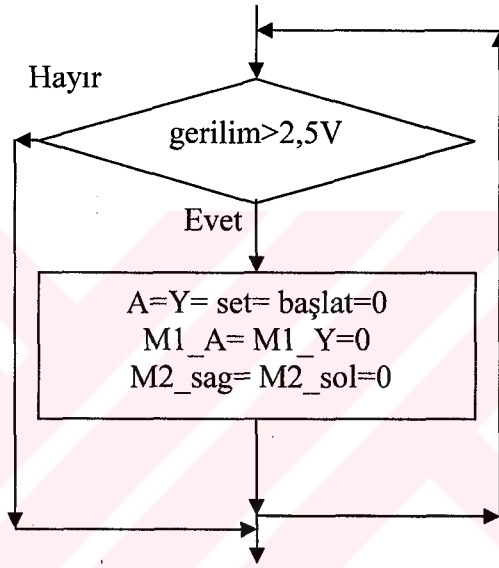 Hayır
gerilim>2,5V
Evet
A=Y= set= başlat=0
M1_A= M1_Y=0
M2_sag= M2_sol=0